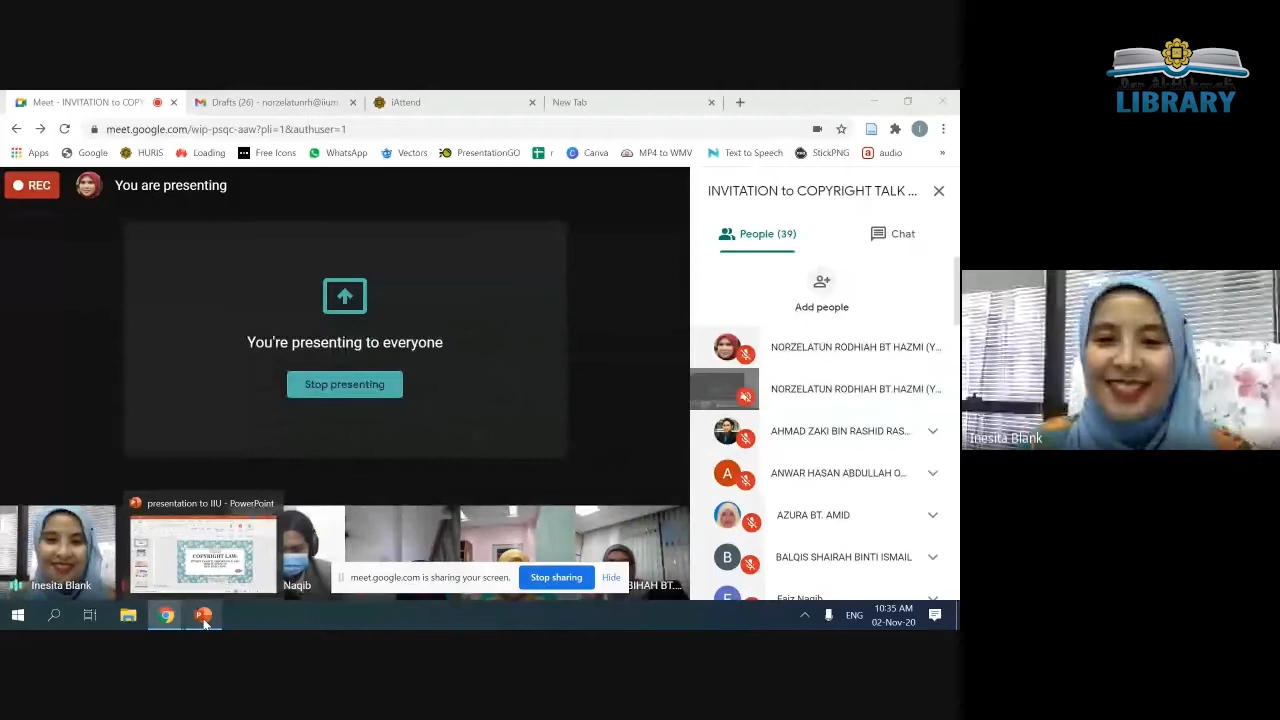 Meet - INVITATION to COPY
Drafts (26) - norzelatunrh@iium
iAttend
New Tab
meet.google.com/wip-psqc-aaw?pli=1&authuser=1
Apps
Google
HURIS
Loading
Free Icons
WhatsApp
Vectors
PresentationGO
r
Canva
MP4 to WMV
Text to Speech
StickPNG
audio
REC
You are presenting
INVITATION to COPYRIGHT TALK ...
People (39)
Chat
Add people
You're presenting to everyone
Stop presenting
NORZELATUN RODHIAH BT HAZMI (Y...
NORZELATUN RODHIAH BT HAZMI (Y...
AHMAD ZAKI BIN RASHID RAS...
A
ANWAR HASAN ABDULLAH O...
AZURA BT. AMID
B
BALQIS SHAIRAH BINTI ISMAIL
Faiz Naqib
presentation to IIU - PowerPoint
COPYRIGHT LAW:
Inesita Blank
Naqib
meet.google.com is sharing your screen.
Stop sharing
Hide
BIHAH BT....
ENG
10:35 AM
02-Nov-20
LIBRARY
Inesita Blank